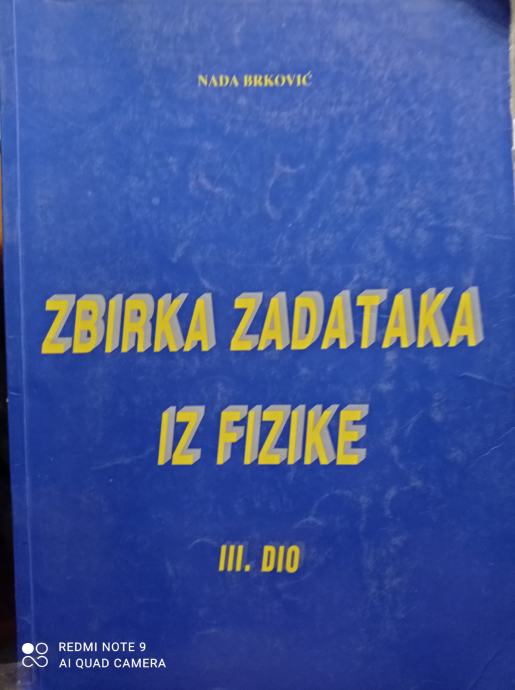 NADA BRKOVIĆ
ZBIRKA ZADATAKA
IZ FIZIKE
III. DIO
REDMI NOTE 9
AI QUAD CAMERA